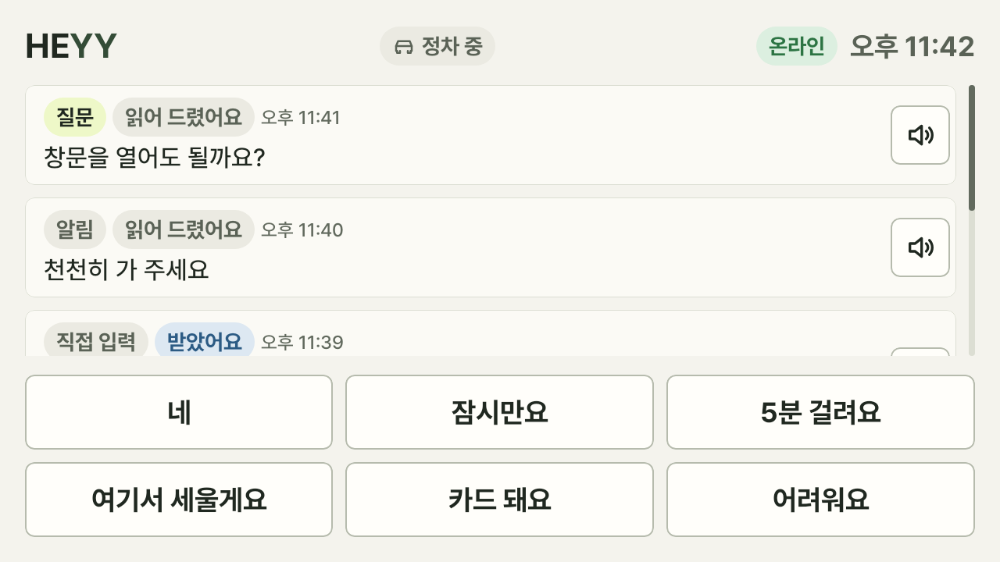 HEYY
정차 중
온라인 오후 11:42
질문 읽어 드렸어요 오후 11:41
창문을 열어도 될까요?
알림 읽어 드렸어요 오후 11:40
천천히 가 주세요
직접 입력 받았어요 오후 11:39
네
잠시만요
5분 걸려요
여기서 세울게요
카드 돼요
어려워요